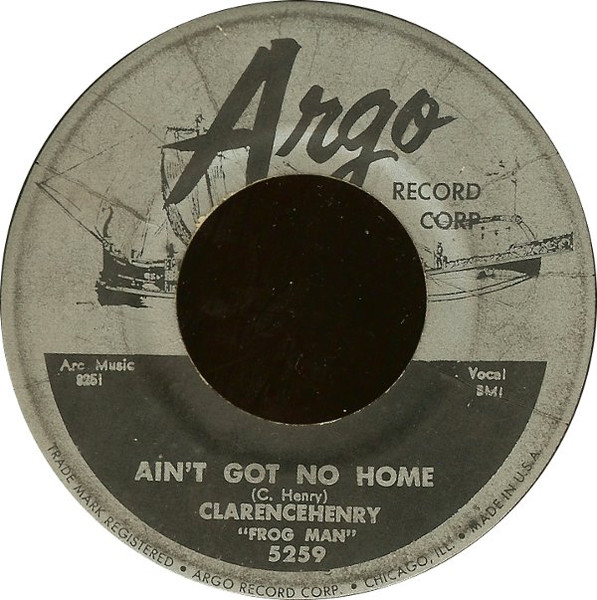 Argo
RECORD
CORP.
Arc Music
8251
Vocal
BMI
AIN'T GOT NO HOME
(C. Henry)
CLARENCEHENRY
"FROG MAN"
5259
TRADE MARK REGISTERED • ARGO RECORD CORP. • CHICAGO, ILL. • MADE IN U.S.A.